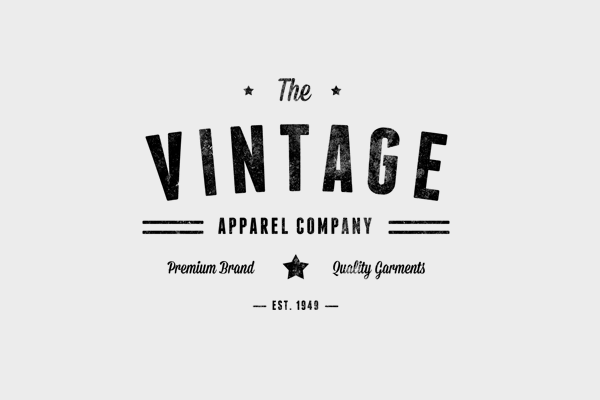 The
VINTAGE
APPAREL COMPANY
Premium Brand Quality Garments
EST. 1949